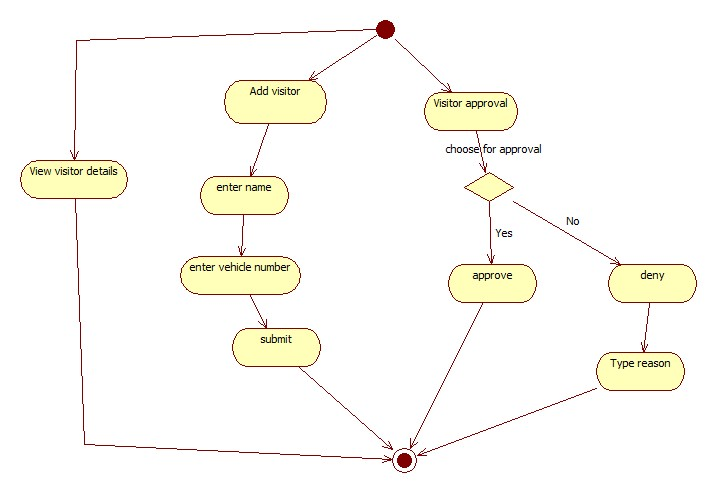 Add visitor
Visitor approval
choose for approval
View visitor details
enter name
Yes
No
enter vehicle number
approve
deny
submit
Type reason